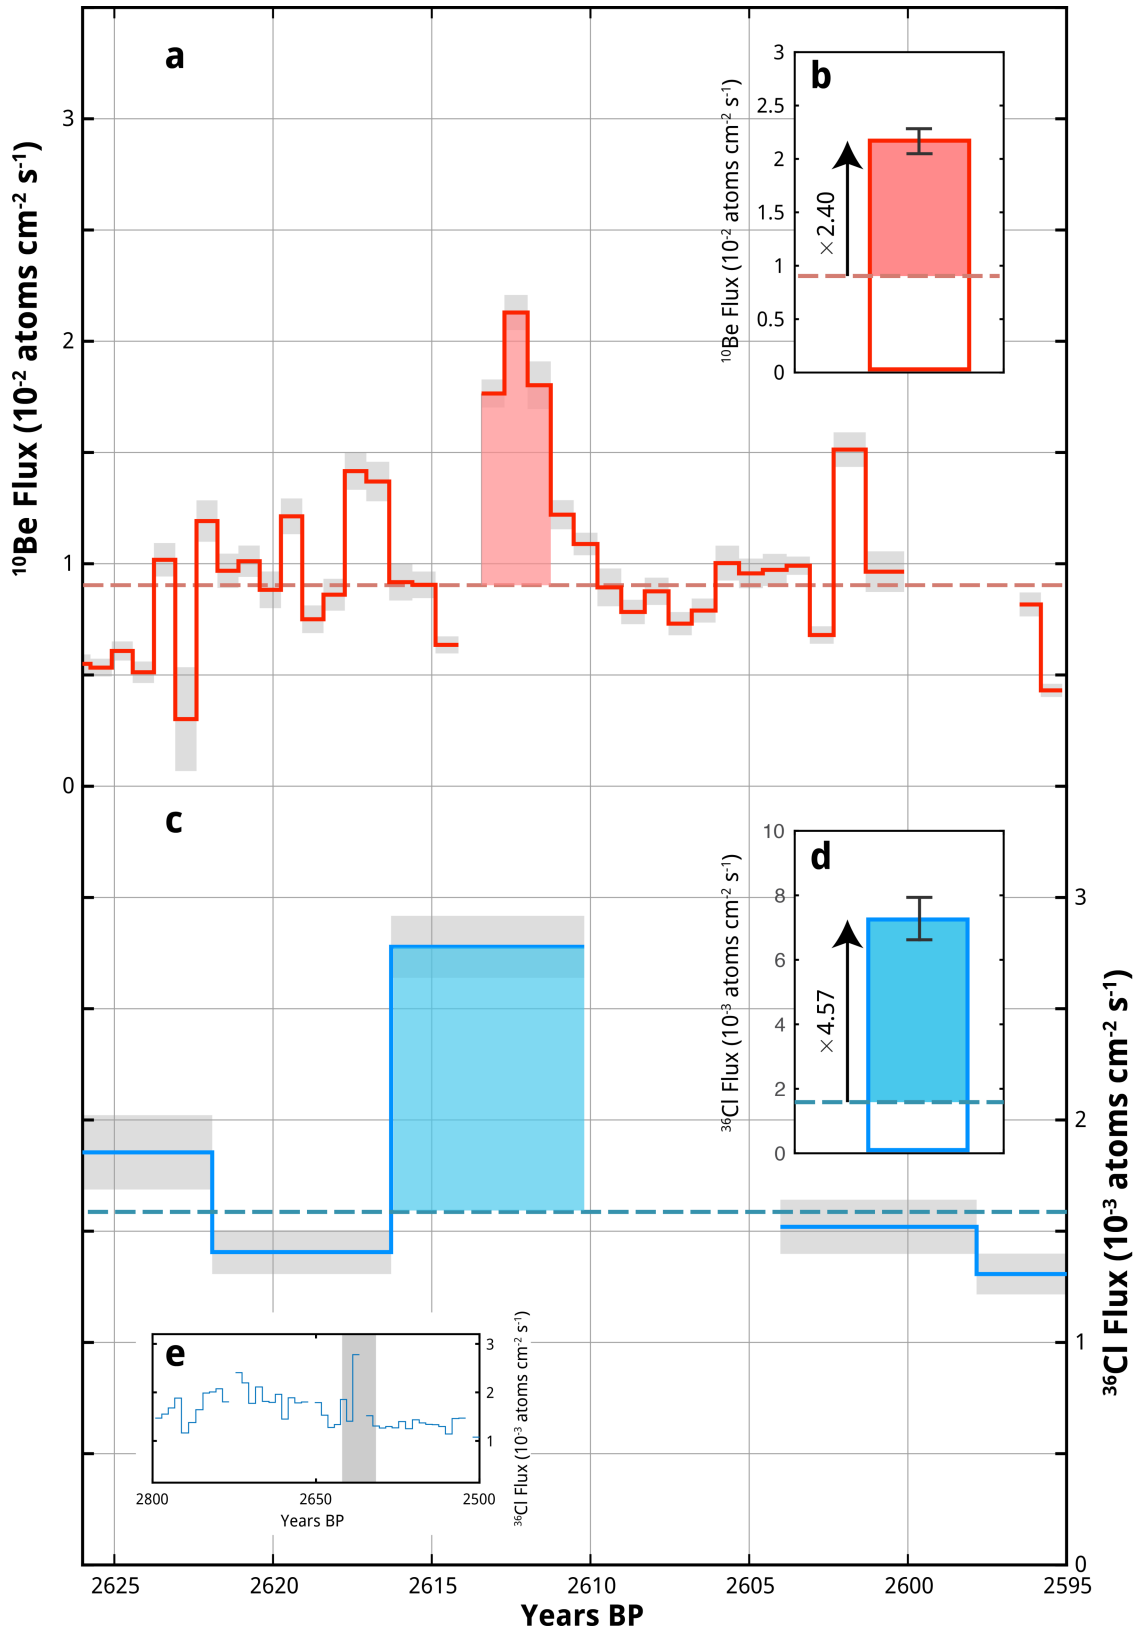 a
3
2
1
0
¹⁰Be Flux (10⁻² atoms cm⁻² s⁻¹)
b
3
2.5
2
1.5
1
0.5
0
¹⁰Be Flux (10⁻² atoms cm⁻² s⁻¹)
×2.40
c
3
2
1
0
³⁶Cl Flux (10⁻³ atoms cm⁻² s⁻¹)
d
10
8
6
4
2
0
³⁶Cl Flux (10⁻³ atoms cm⁻² s⁻¹)
×4.57
e
3
2
1
³⁶Cl Flux (10⁻³ atoms cm⁻² s⁻¹)
2800 2650 2500
Years BP
2625 2620 2615 2610 2605 2600 2595
Years BP